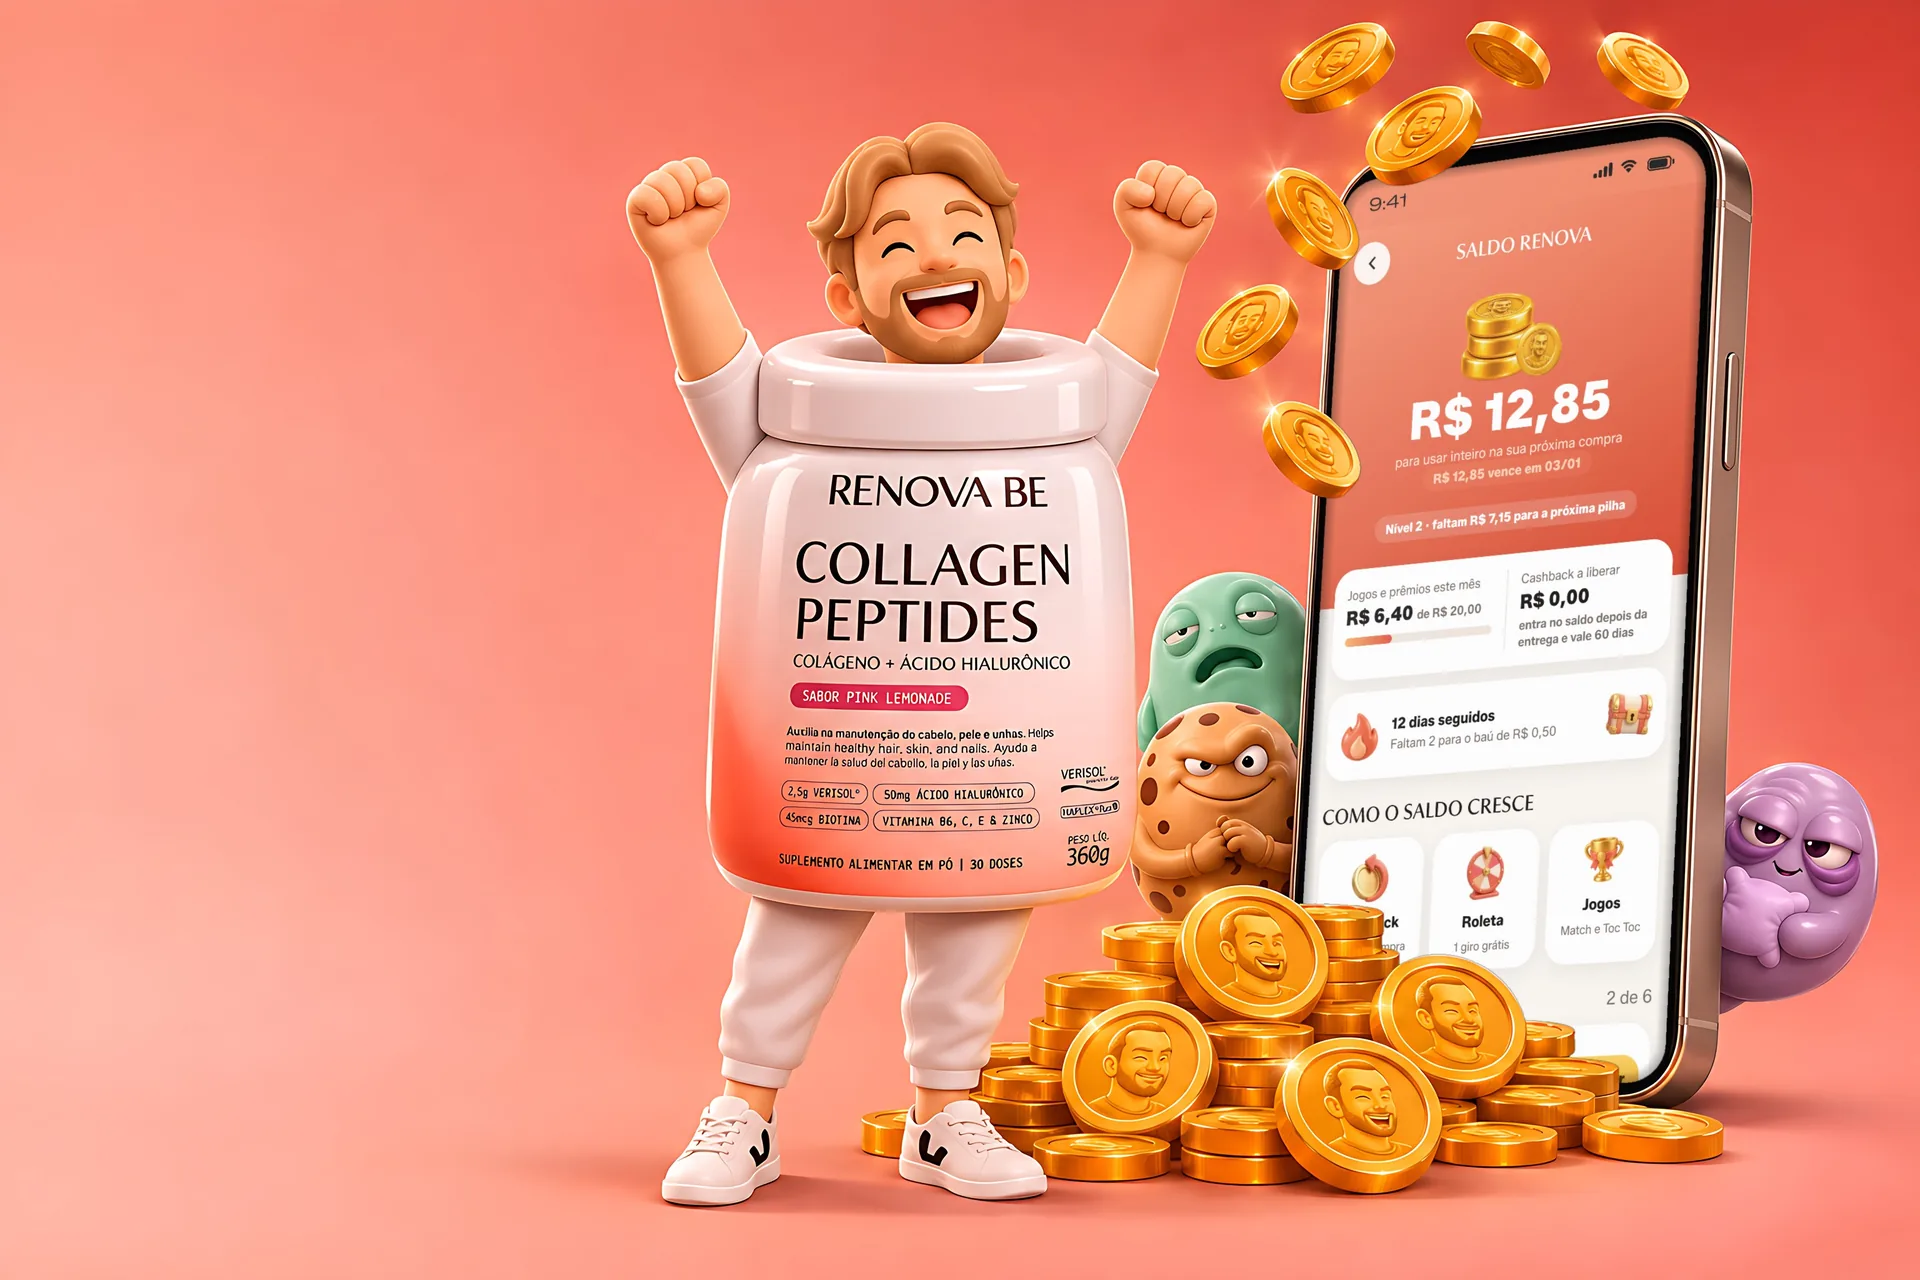 RENOVA BE
COLLAGEN
PEPTIDES
COLÁGENO + ÁCIDO HIALURÔNICO
SABOR PINK LEMONADE
Auxilia na manutenção do cabelo, pele e unhas. Helps
maintain healthy hair, skin, and nails. Ayuda a
mantener la salud del cabello, la piel y las uñas.
2,5g VERISOL®
50mg ÁCIDO HIALURÔNICO
45mcg BIOTINA
VITAMINA B6, C, E & ZINCO
VERISOL®
SUPLEMENTO ALIMENTAR EM PÓ | 30 DOSES
PESO LÍQ.
360g
9:41
SALDO RENOVA
R$ 12,85
para usar inteiro na sua próxima compra
R$ 12,85 vence em 03/01
Nível 2 · faltam R$ 7,15 para a próxima pilha
Jogos e prêmios este mês
R$ 6,40 de R$ 20,00
Cashback a liberar
R$ 0,00
entra no saldo depois da
entrega e vale 60 dias
12 dias seguidos
Faltam 2 para o baú de R$ 0,50
COMO O SALDO CRESCE
ck
mpra
Roleta
1 giro grátis
Jogos
Match e Toc Toc
2 de 6